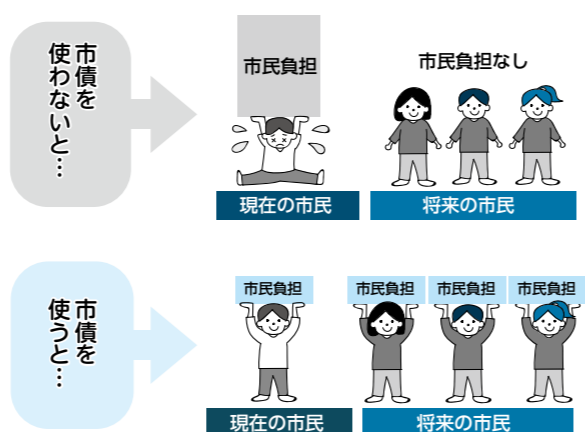 市債を
使わないと…
市民負担
市民負担なし
現在の市民
将来の市民
市債を
使うと…
市民負担
市民負担
市民負担
市民負担
現在の市民
将来の市民